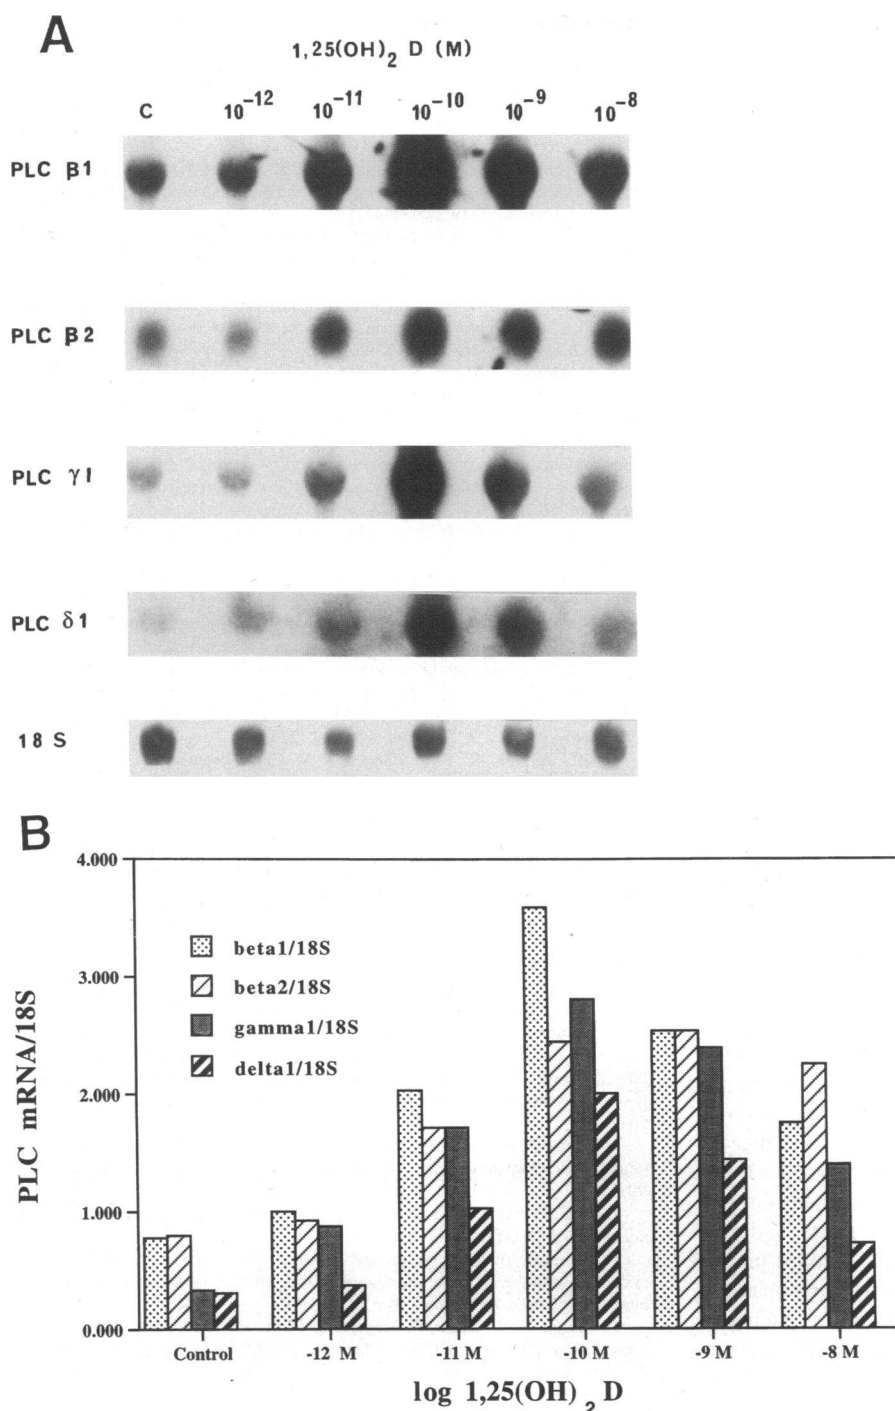 A
1,25(OH)2 D (M)
C 10-12 10-11 10-10 10-9 10-8
PLC β1
PLC β2
PLC γ1
PLC δ1
18 S
B
4.000
3.000
2.000
1.000
0.000
PLC mRNA/18S
beta1/18S
beta2/18S
gamma1/18S
delta1/18S
Control -12 M -11 M -10 M -9 M -8 M
log 1,25(OH) 2 D